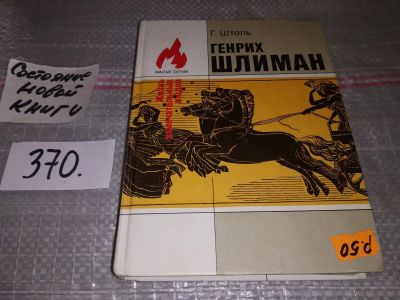 Состояние
новой
книги
370.
Г. Штоль
ГЕНРИХ
ШЛИМАН
МАЛАЯ СЕРИЯ
Р.50